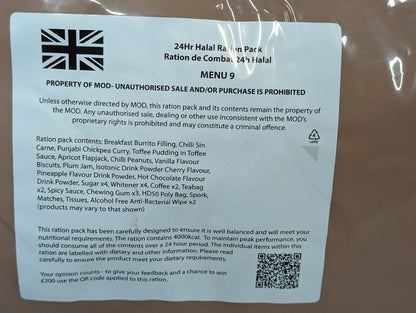 24Hr Halal Ration Pack
Ration de Combat 24h Halal
MENU 9
PROPERTY OF MOD- UNAUTHORISED SALE AND/OR PURCHASE IS PROHIBITED
Unless otherwise directed by MOD, this ration pack and its contents remain the property of
the MOD. Any unauthorised sale, dealing or other use inconsistent with the MOD's
proprietary rights is prohibited and may constitute a criminal offence.
Ration pack contents: Breakfast Burrito Filling, Chilli Sin
Carne, Punjabi Chickpea Curry, Toffee Pudding in Toffee
Sauce, Apricot Flapjack, Chilli Peanuts, Vanilla Flavour
Biscuits, Plum Jam, Isotonic Drink Powder Cherry Flavour,
Pineapple Flavour Drink Powder, Hot Chocolate Flavour
Drink Powder, Sugar x4, Whitener x4, Coffee x2, Teabag
x2, Spicy Sauce, Chewing Gum x3, HD50 Poly Bag, Spork,
Matches, Tissues, Alcohol Free Anti-Bacterial Wipe x2
(products may vary to that shown)
4
LDPE
This ration pack has been carefully designed to ensure it is well balanced and will meet your
nutritional requirements. The ration contains 4000kcal. To maintain peak performance, you
should consume all of the contents over a 24 hour period. The individual items within this
ration are labelled with dietary and other information. Please read
carefully to ensure the product meets your dietary requirements.
Your opinion counts - to give your feedback and a chance to win
£200 use the QR code applied to this ration.